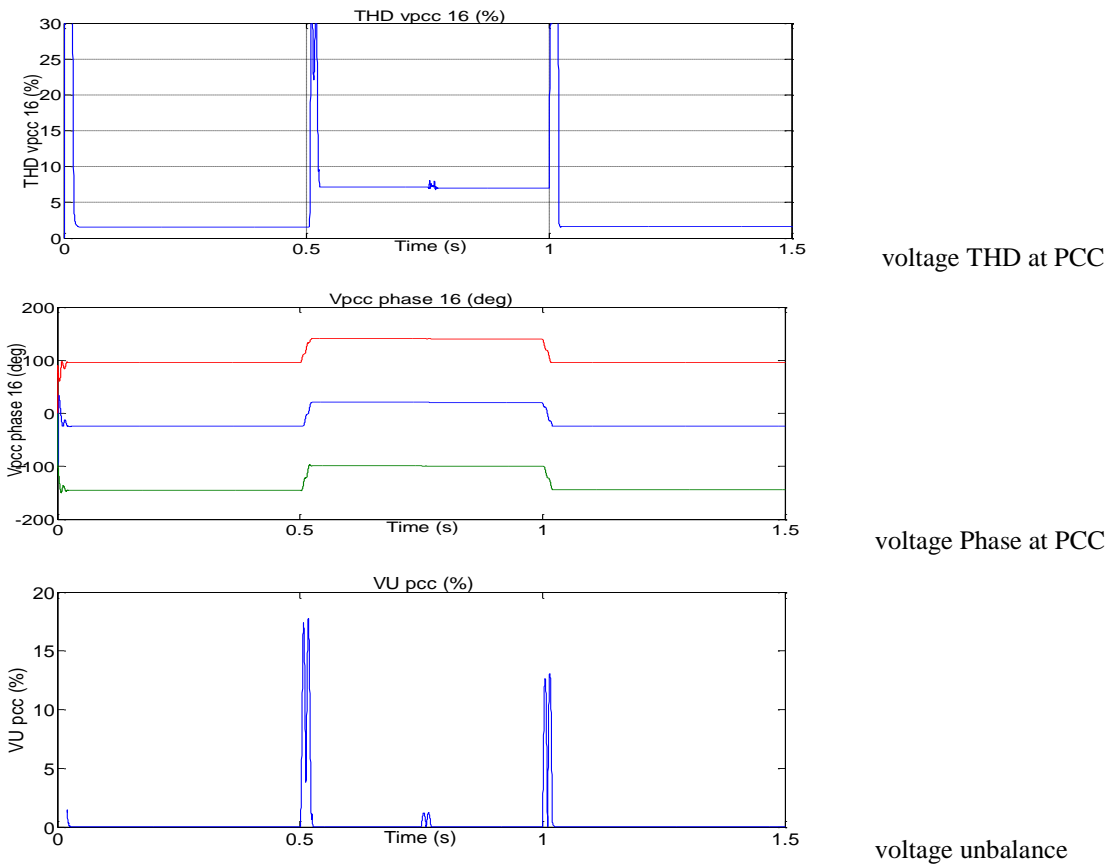 THD vpcc 16 (%)
THD vpcc 16 (%)
30
25
20
15
10
5
0
0
0.5
1
1.5
Time (s)
voltage THD at PCC
Vpcc phase 16 (deg)
Vpcc phase 16 (deg)
200
100
0
-100
-200
0
0.5
1
1.5
Time (s)
voltage Phase at PCC
VU pcc (%)
VU pcc (%)
20
15
10
5
0
0
0.5
1
1.5
Time (s)
voltage unbalance